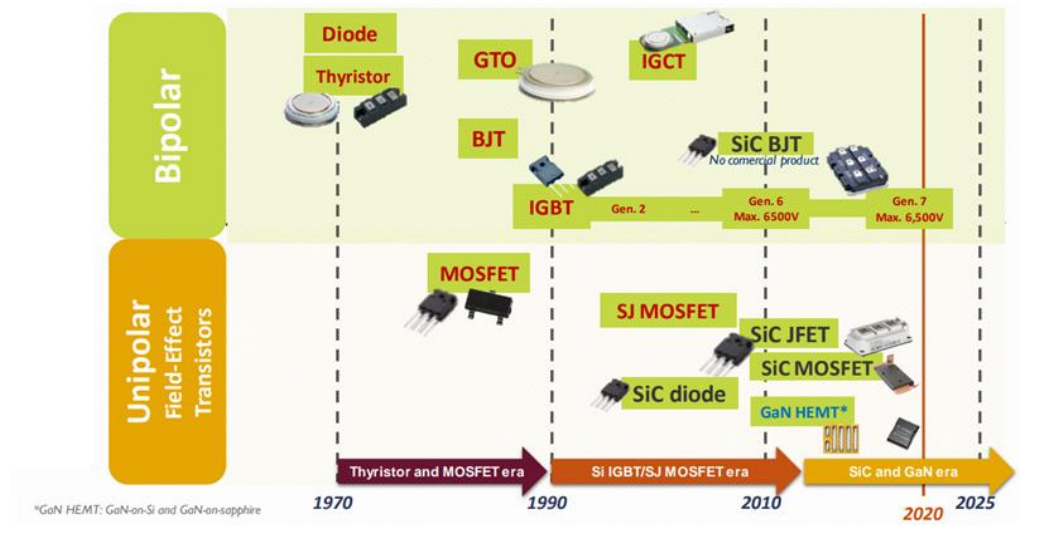 Bipolar
Diode
Thyristor
GTO
IGCT
BJT
SiC BJT
No comercial product
IGBT
Gen. 2
...
Gen. 6
Max. 6500V
Gen. 7
Max. 6,500V
Unipolar
Field-Effect
Transistors
MOSFET
SJ MOSFET
SiC JFET
SiC MOSFET
SiC diode
GaN HEMT*
Thyristor and MOSFET era
Si IGBT/SJ MOSFET era
SiC and GaN era
1970
1990
2010
2020
2025
*GaN HEMT: GaN-on-Si and GaN-on-sapphire